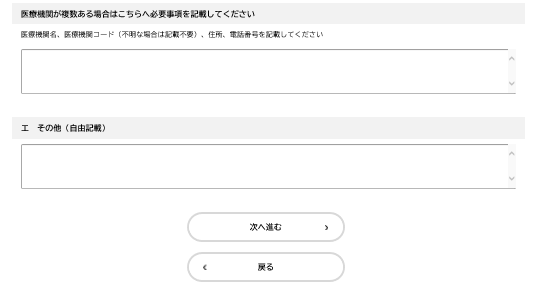 医療機関が複数ある場合はこちらへ必要事項を記載してください
医療機関名、医療機関コード（不明な場合は記載不要）、住所、電話番号を記載してください
エ　その他（自由記載）
次へ進む
戻る